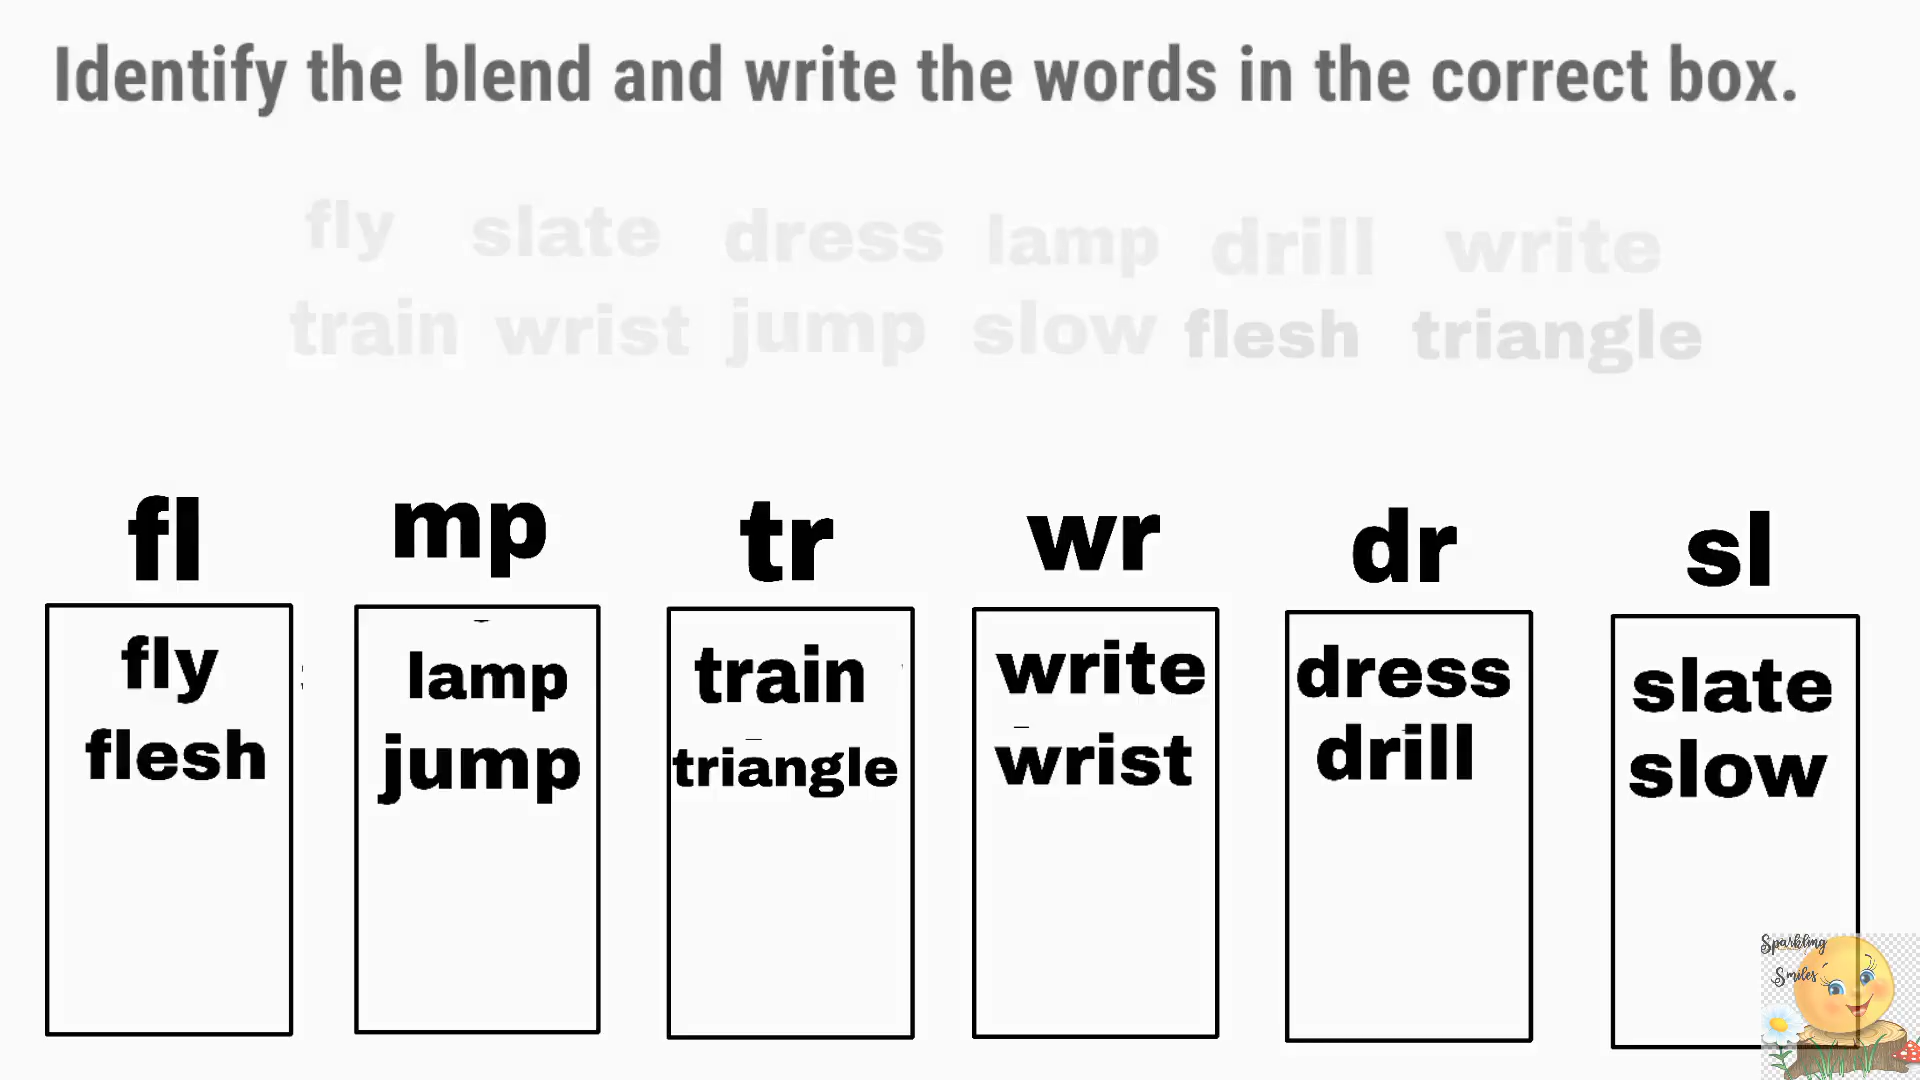 Identify the blend and write the words in the correct box.
fly slate dress lamp drill write
train wrist jump slow flesh triangle
fl mp tr wr dr sl
fly lamp train write dress slate
flesh jump triangle wrist drill slow
Sparkling
Smiles